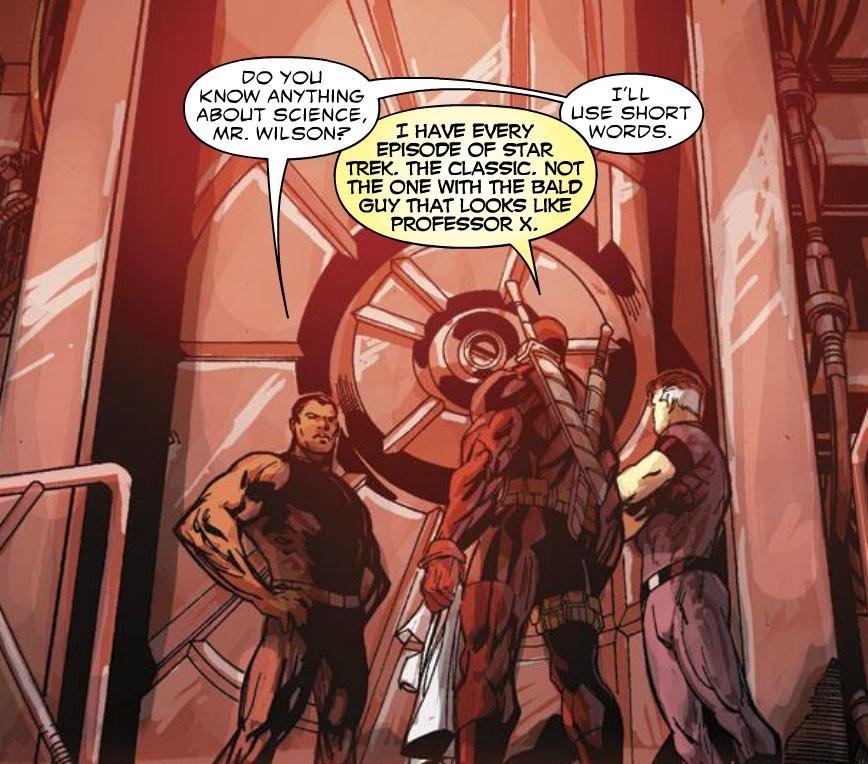 DO YOU
KNOW ANYTHING
ABOUT SCIENCE,
MR. WILSON?
I HAVE EVERY
EPISODE OF STAR
TREK. THE CLASSIC. NOT
THE ONE WITH THE BALD
GUY THAT LOOKS LIKE
PROFESSOR X.
I'LL
USE SHORT
WORDS.